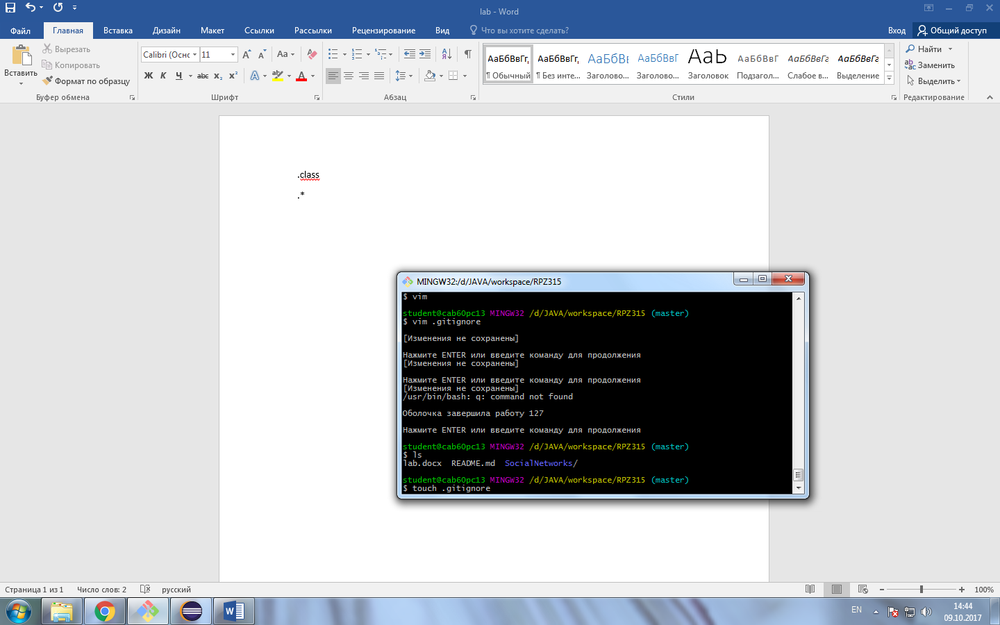 lab - Word
Файл Главная Вставка Дизайн Макет Ссылки Рассылки Рецензирование Вид Что вы хотите сделать? Вход Общий доступ
Вставить
Вырезать
Копировать
Формат по образцу
Буфер обмена
Calibri (Оснс 11
Aa
Ж К Ч abc x₂ x²
Шрифт
Абзац
АаБбВвГг, АаБбВвГг, АаБбВв АаБбВвГ АаЬ АаБбВвГ АаБбВвГг АаБбВвГг
¶ Обычный ¶ Без инте... Заголово... Заголово... Заголовок Подзагол... Слабое в... Выделение
Стили
Найти
Заменить
Выделить
Редактирование
.class
.*
MINGW32:/d/JAVA/workspace/RPZ315
$ vim
student@cab60pc13 MINGW32 /d/JAVA/workspace/RPZ315 (master)
$ vim .gitignore
[Изменения не сохранены]
Нажмите ENTER или введите команду для продолжения
[Изменения не сохранены]
Нажмите ENTER или введите команду для продолжения
[Изменения не сохранены]
/usr/bin/bash: q: command not found
Оболочка завершила работу 127
Нажмите ENTER или введите команду для продолжения
student@cab60pc13 MINGW32 /d/JAVA/workspace/RPZ315 (master)
$ ls
lab.docx README.md SocialNetworks/
student@cab60pc13 MINGW32 /d/JAVA/workspace/RPZ315 (master)
$ touch .gitignore
Страница 1 из 1 Число слов: 2 русский 100%
EN 14:44
09.10.2017